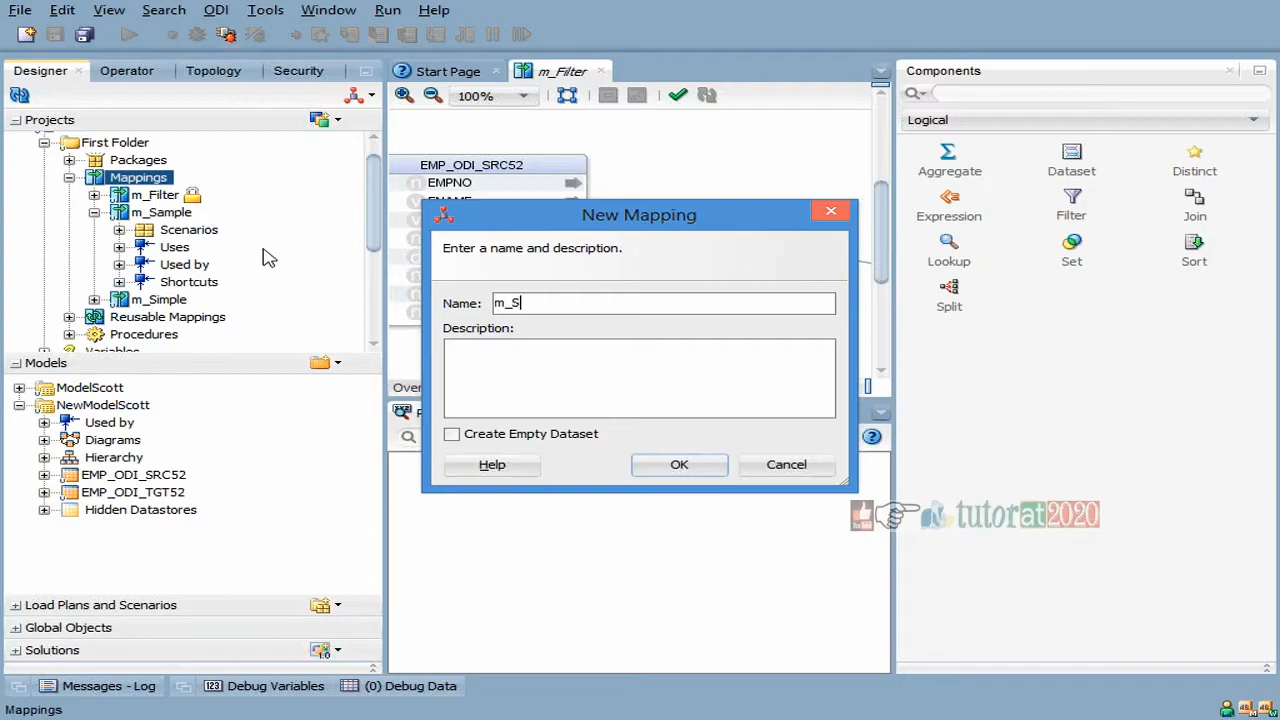 File Edit View Search ODI Tools Window Run Help
Designer Operator Topology Security
Start Page m_Filter
Components
100%
Logical
Projects
First Folder
Packages
Mappings
m_Filter
m_Sample
Scenarios
Uses
Used by
Shortcuts
m_Simple
Reusable Mappings
Procedures
Variables
EMP_ODI_SRC52
EMPNO
ENAME
New Mapping
Enter a name and description.
Name: m_S
Description:
Create Empty Dataset
Help OK Cancel
Aggregate Dataset Distinct
Expression Filter Join
Lookup Set Sort
Split
Models
ModelScott
NewModelScott
Used by
Diagrams
Hierarchy
EMP_ODI_SRC52
EMP_ODI_TGT52
Hidden Datastores
tutorat2020
Load Plans and Scenarios
Global Objects
Solutions
Messages - Log Debug Variables (0) Debug Data
Mappings